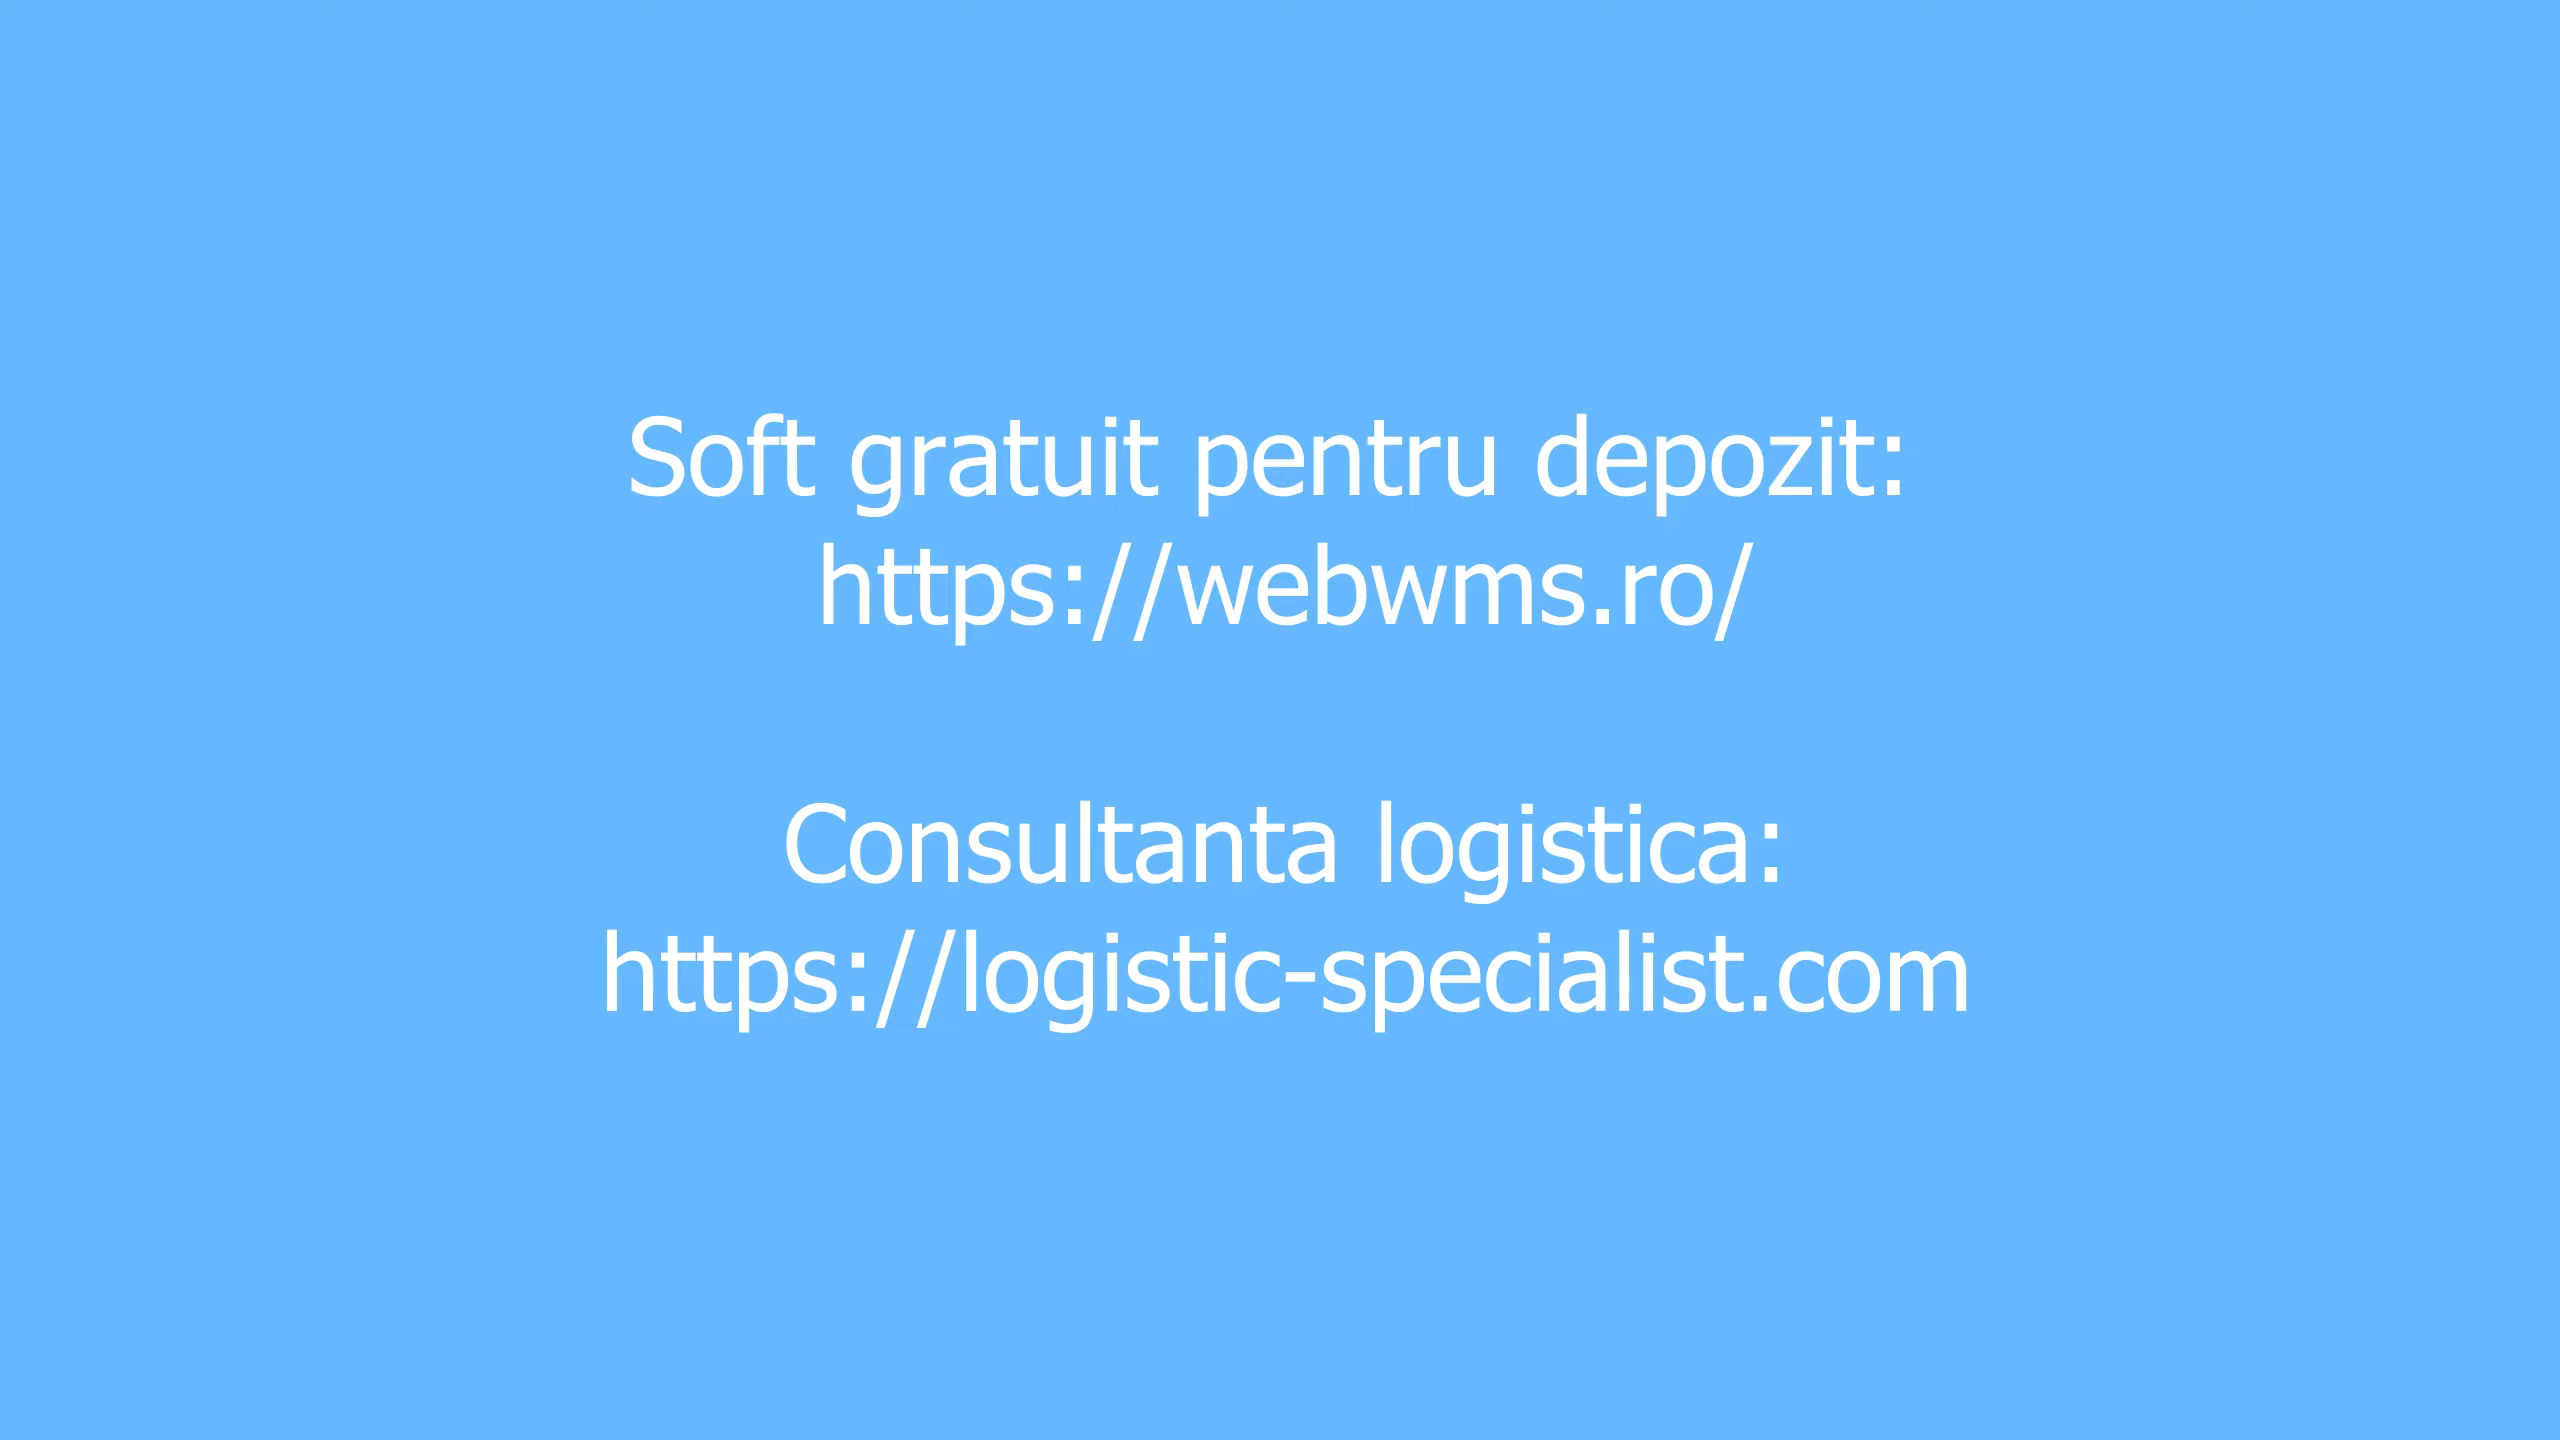 Soft gratuit pentru depozit:
https://webwms.ro/
Consultanta logistica:
https://logistic-specialist.com